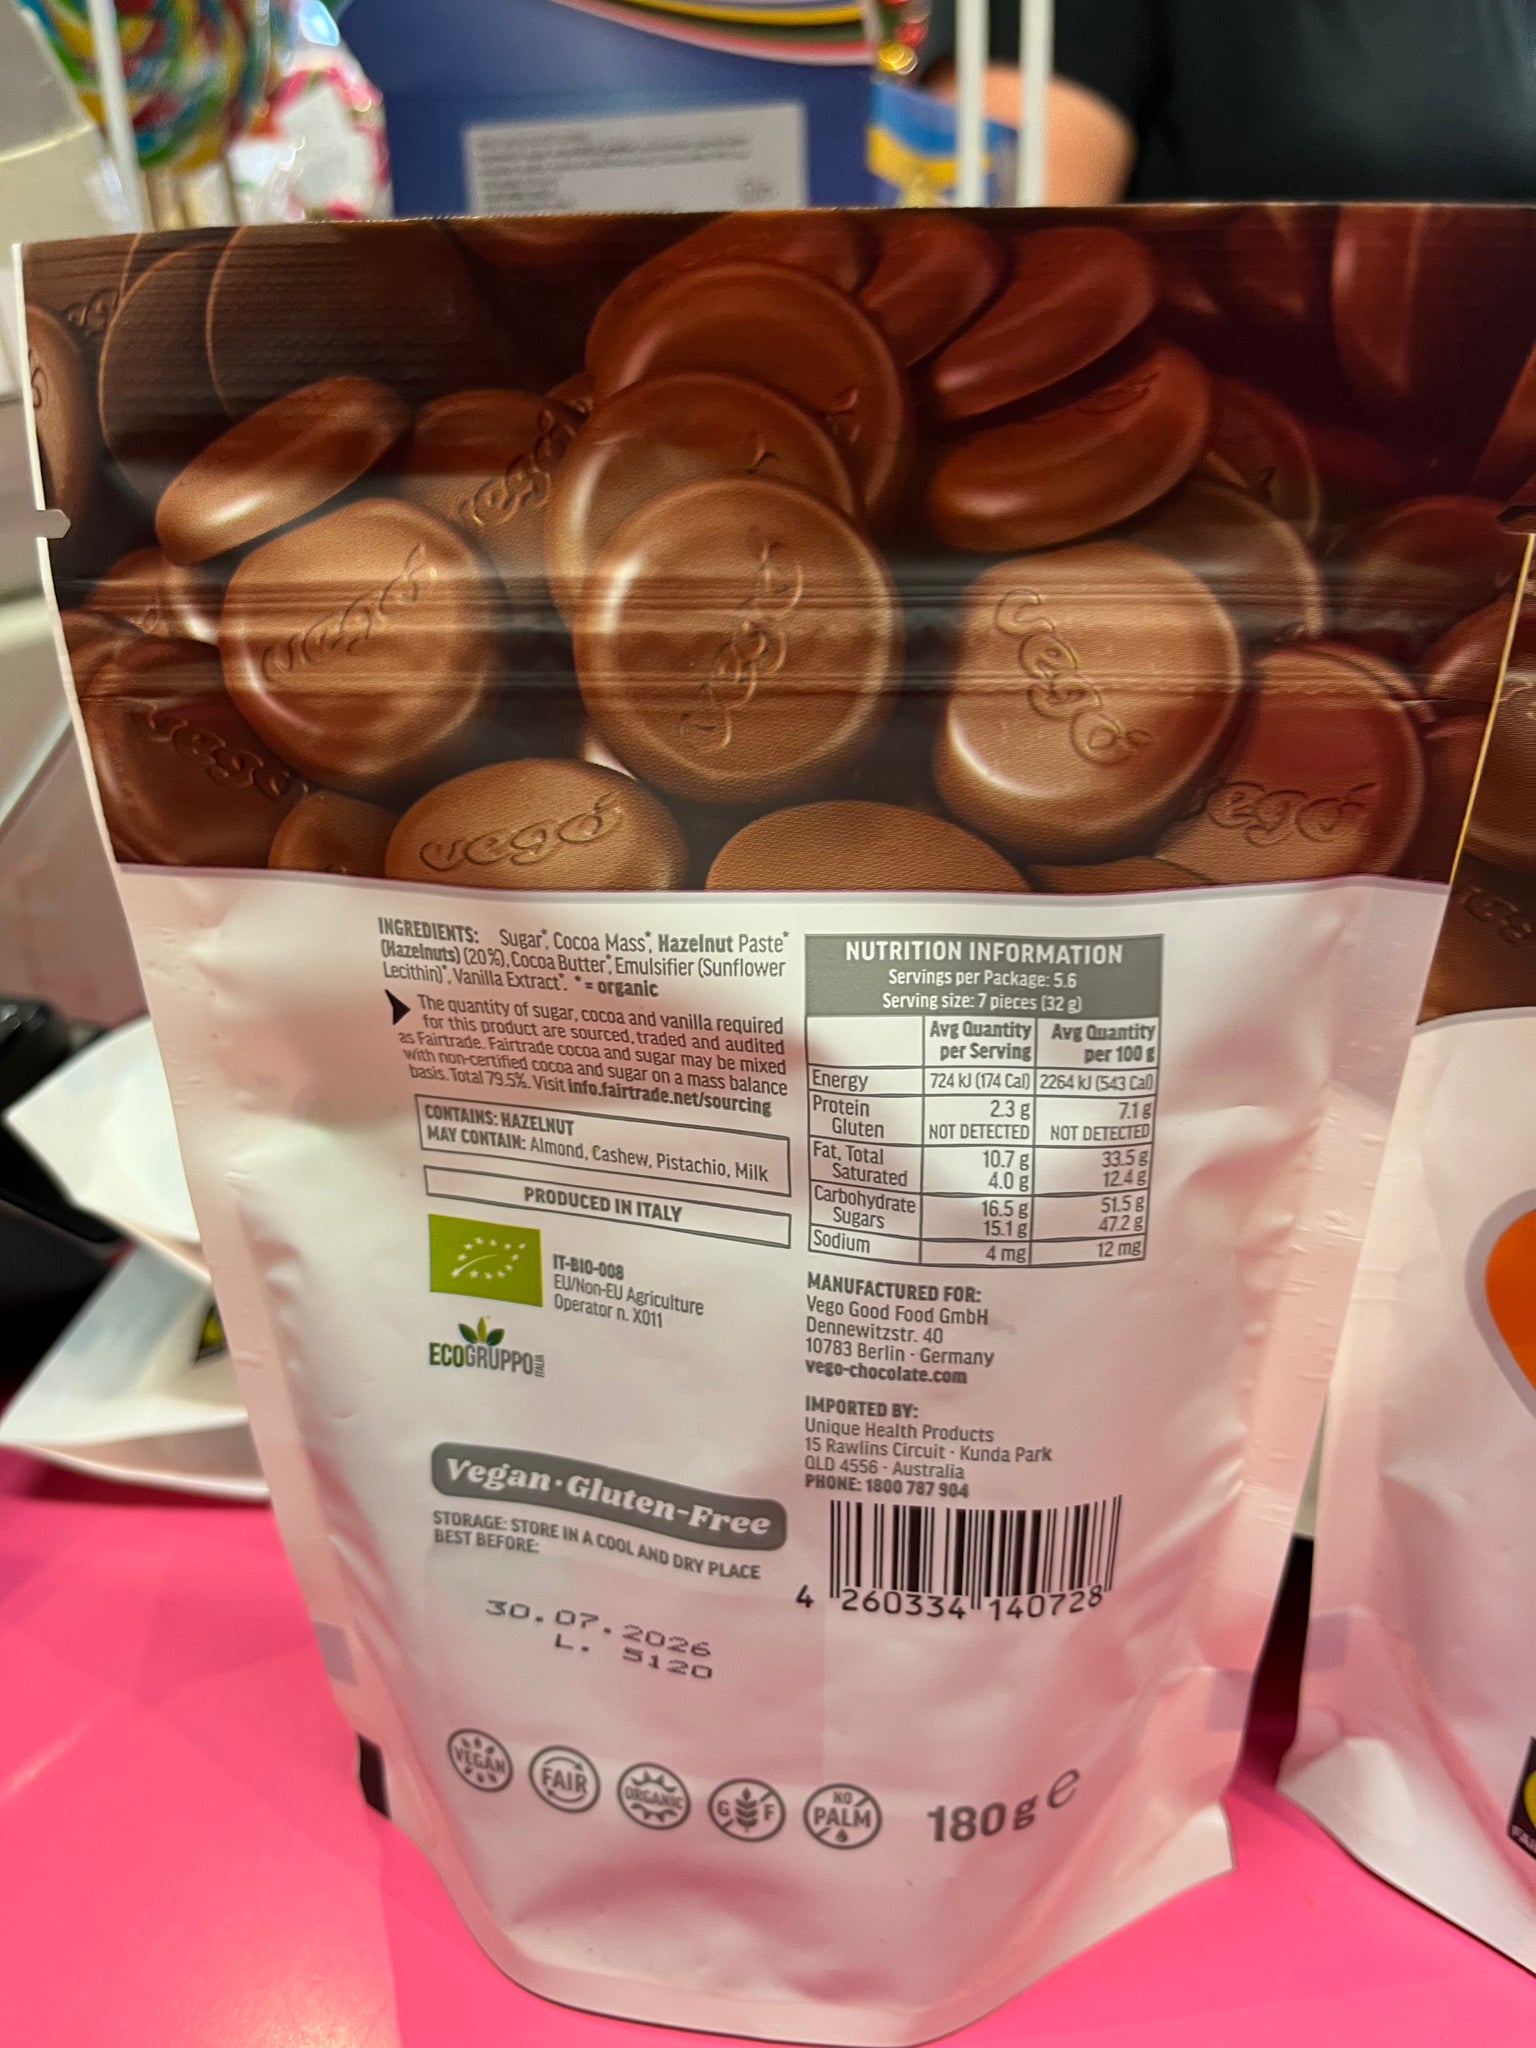 vego
vego
vego
vego
vego
vego
INGREDIENTS: Sugar*, Cocoa Mass*, Hazelnut Paste*
(Hazelnuts) (20%), Cocoa Butter*, Emulsifier (Sunflower
Lecithin)*, Vanilla Extract*. * = organic
The quantity of sugar, cocoa and vanilla required
for this product are sourced, traded and audited
as Fairtrade. Fairtrade cocoa and sugar may be mixed
with non-certified cocoa and sugar on a mass balance
basis. Total 79.5%. Visit info.fairtrade.net/sourcing
CONTAINS: HAZELNUT
MAY CONTAIN: Almond, Cashew, Pistachio, Milk
PRODUCED IN ITALY
IT-BIO-008
EU/Non-EU Agriculture
Operator n. X011
ECOGRUPPO
ITALIA
Vegan·Gluten-Free
STORAGE: STORE IN A COOL AND DRY PLACE
BEST BEFORE:
30.07.2026
L. 5120
NUTRITION INFORMATION
Servings per Package: 5.6
Serving size: 7 pieces (32 g)
Avg Quantity per Serving Avg Quantity per 100 g
Energy 724 kJ (174 Cal) 2264 kJ (543 Cal)
Protein 2.3 g 7.1 g
Gluten NOT DETECTED NOT DETECTED
Fat, Total 10.7 g 33.5 g
Saturated 4.0 g 12.4 g
Carbohydrate 16.5 g 51.5 g
Sugars 15.1 g 47.2 g
Sodium 4 mg 12 mg
MANUFACTURED FOR:
Vego Good Food GmbH
Dennewitzstr. 40
10783 Berlin - Germany
vego-chocolate.com
IMPORTED BY:
Unique Health Products
15 Rawlins Circuit - Kunda Park
QLD 4556 - Australia
PHONE: 1800 787 904
4 260334 140728
VEGAN
FAIR
ORGANIC
G F
NO PALM
180 g e